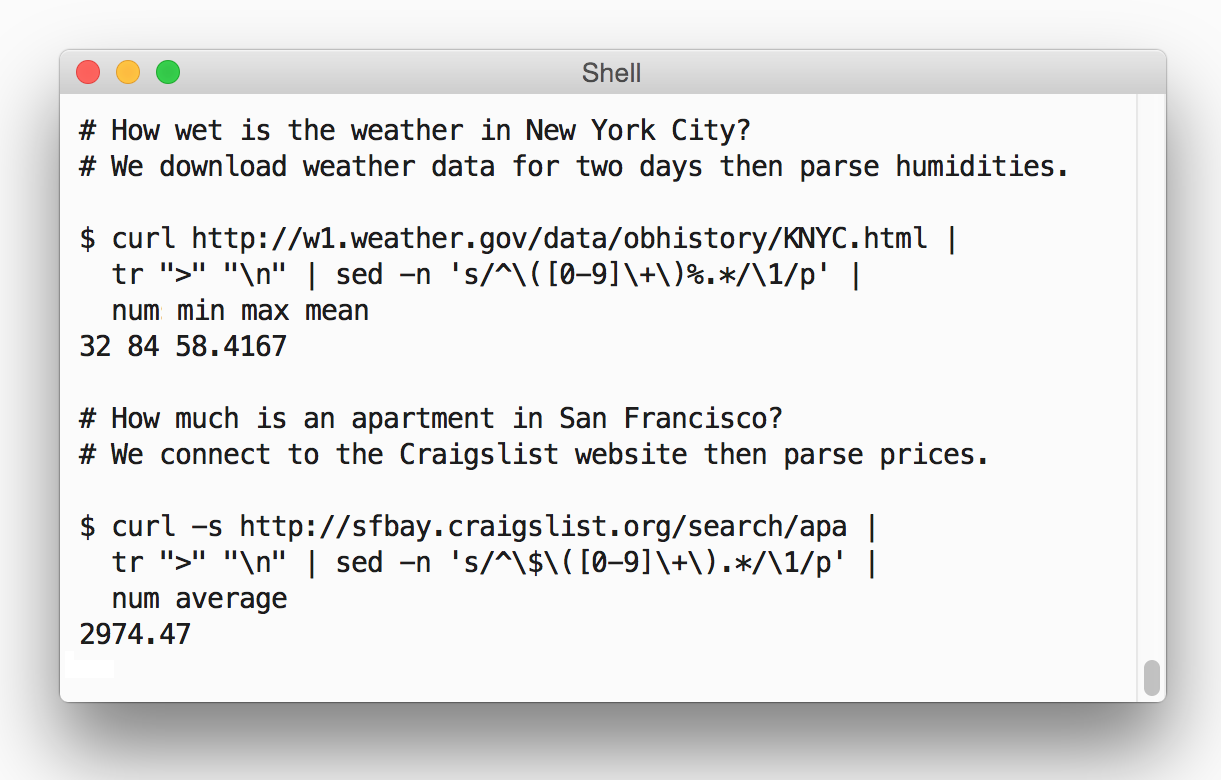 Shell
# How wet is the weather in New York City?
# We download weather data for two days then parse humidities.
$ curl http://w1.weather.gov/data/obhistory/KNYC.html |
tr ">" "\n" | sed -n 's/^\([0-9]\+\)%.*/\1/p' |
num min max mean
32 84 58.4167
# How much is an apartment in San Francisco?
# We connect to the Craigslist website then parse prices.
$ curl -s http://sfbay.craigslist.org/search/apa |
tr ">" "\n" | sed -n 's/^\$\([0-9]\+\).*/\1/p' |
num average
2974.47